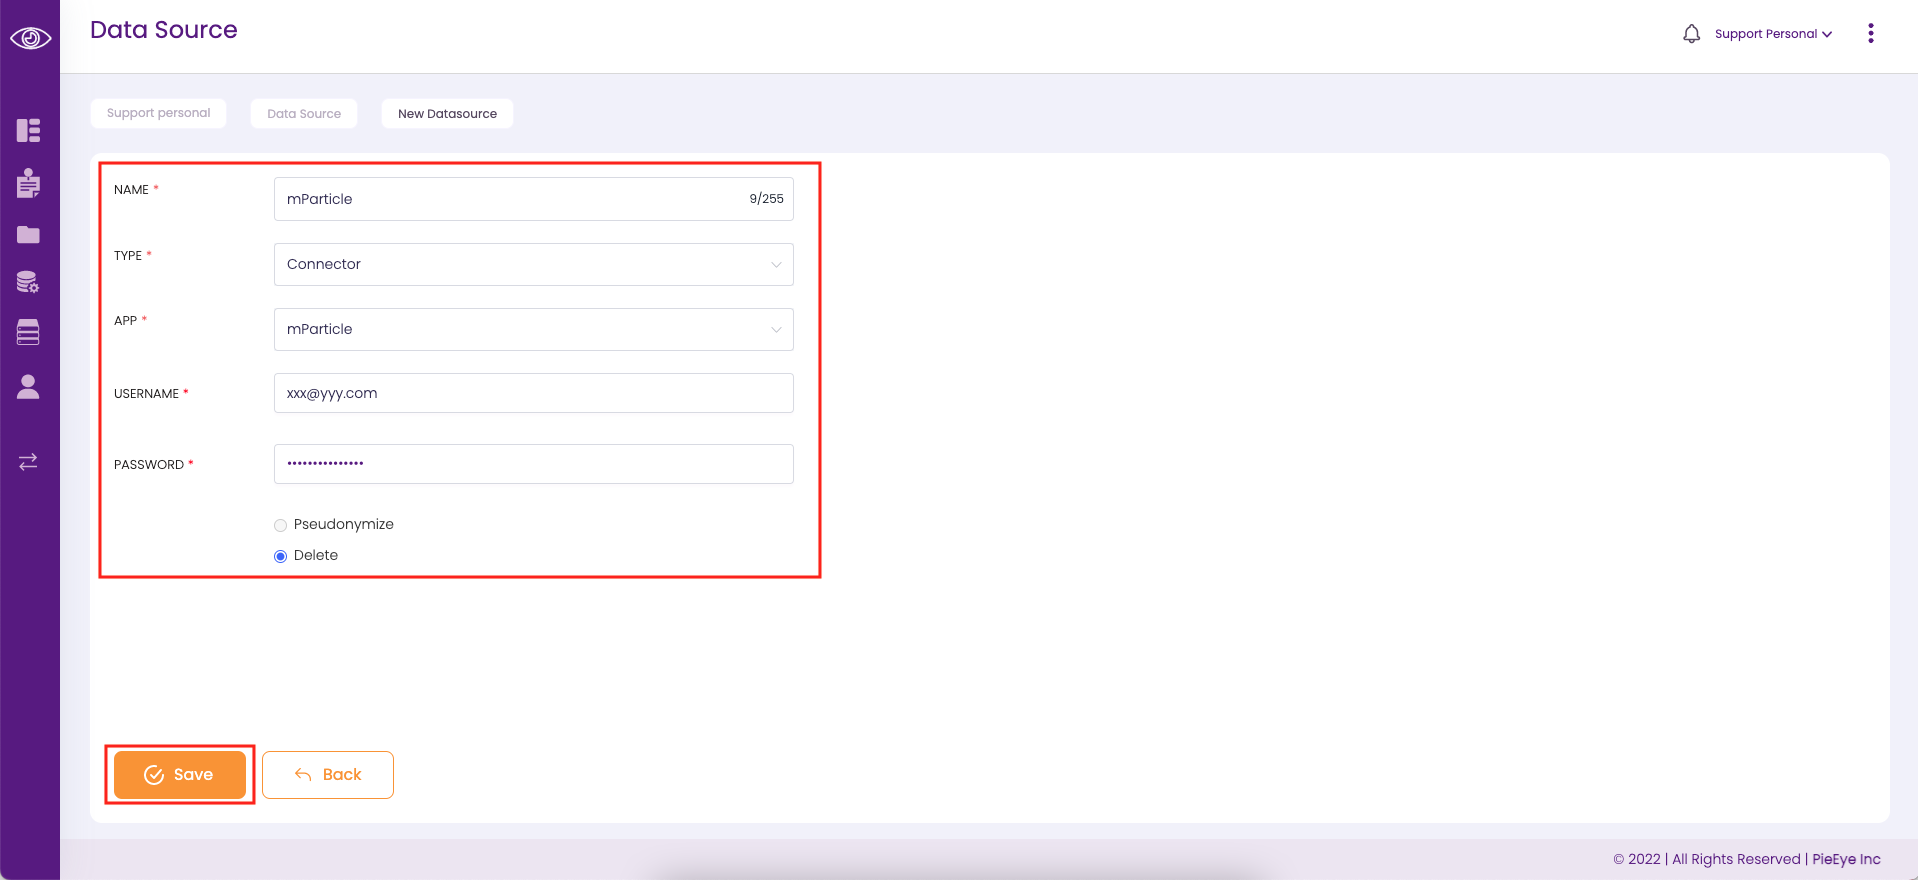 Data Source
Support Personal
Support personal
Data Source
New Datasource
NAME *
mParticle
9/255
TYPE *
Connector
APP *
mParticle
USERNAME *
xxx@yyy.com
PASSWORD *
•••••••••••••••
Pseudonymize
Delete
Save
Back
© 2022 | All Rights Reserved | PieEye Inc